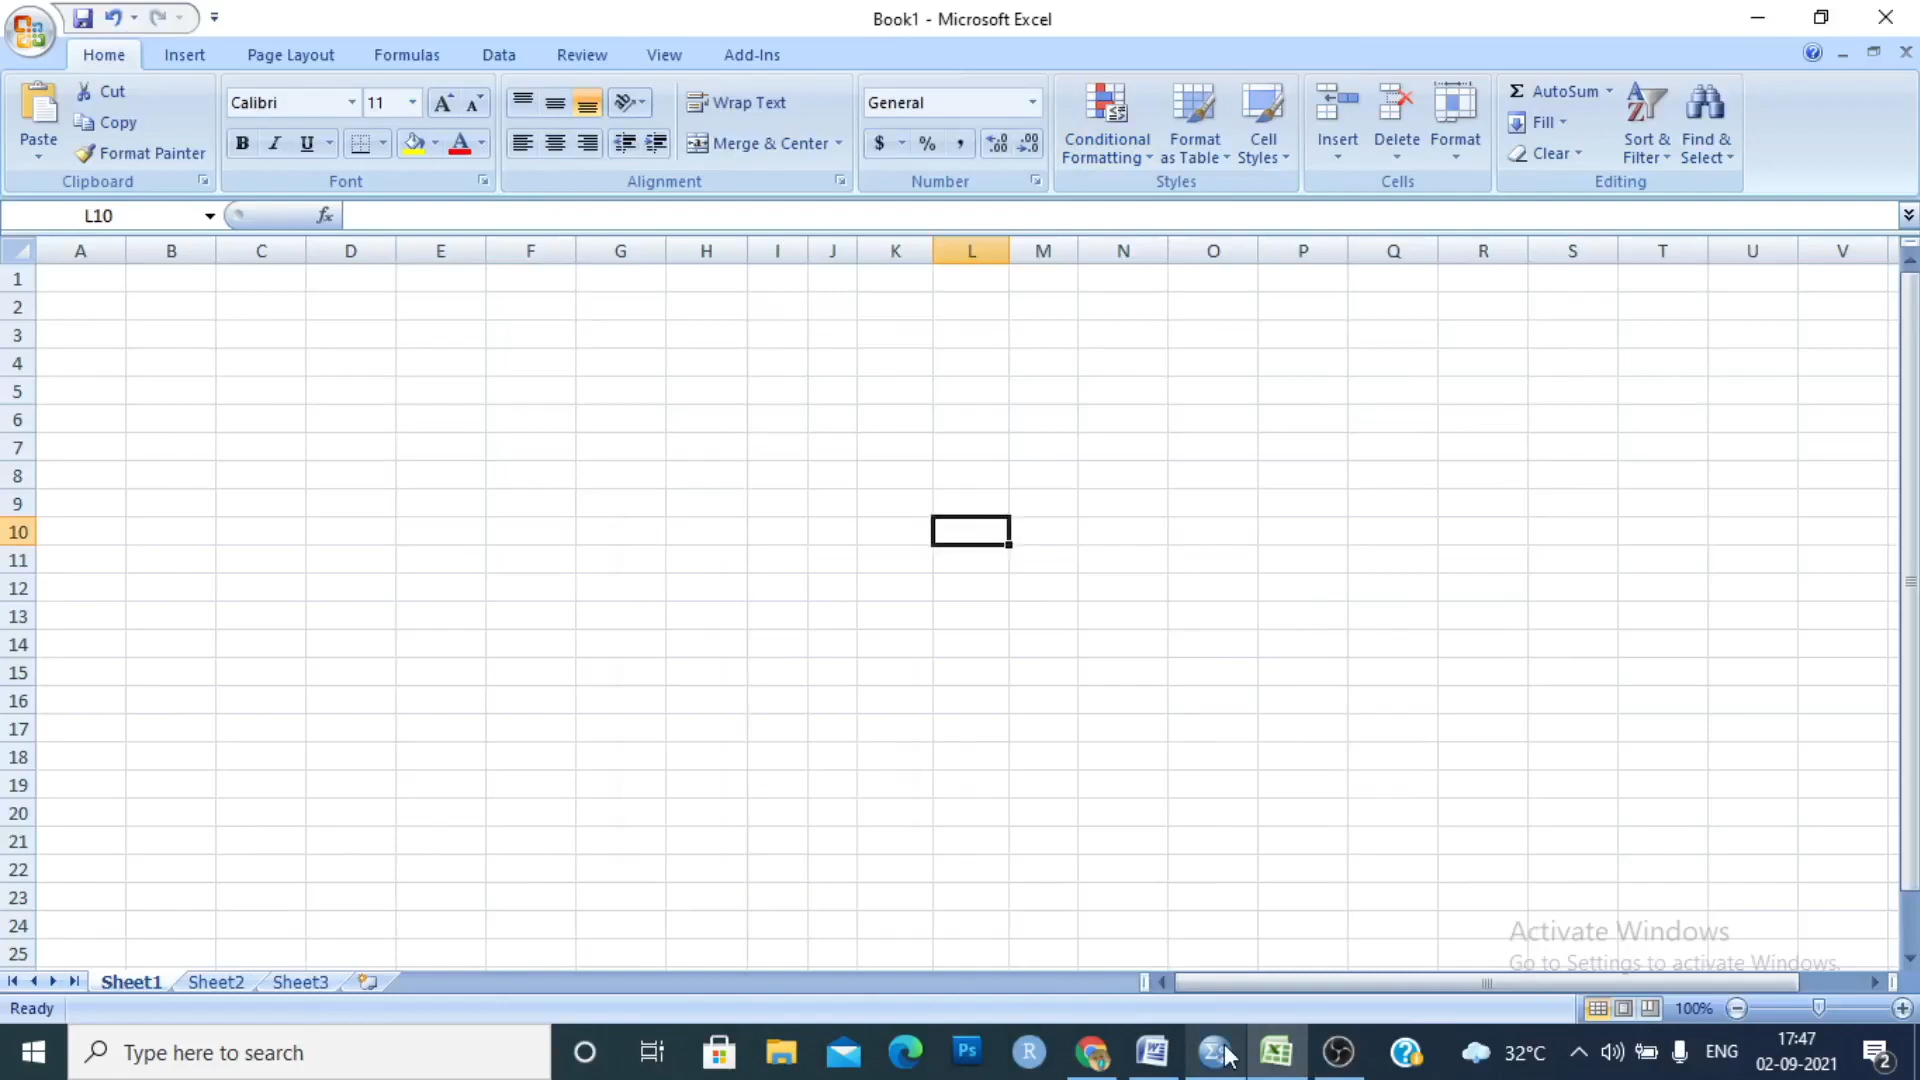 Book1 - Microsoft Excel
Home Insert Page Layout Formulas Data Review View Add-Ins
Paste
Cut
Copy
Format Painter
Clipboard
Calibri 11
B I U
Font
Wrap Text
Merge & Center
Alignment
General
$ % ,
Number
Conditional Formatting
Format as Table
Cell Styles
Styles
Insert Delete Format
Cells
Σ AutoSum
Fill
Clear
Sort & Filter
Find & Select
Editing
L10 fx
A B C D E F G H I J K L M N O P Q R S T U V
1
2
3
4
5
6
7
8
9
10
11
12
13
14
15
16
17
18
19
20
21
22
23
24
25
Activate Windows
Go to Settings to activate Windows.
Sheet1 Sheet2 Sheet3
Ready 100%
Type here to search Ps R 32°C ENG 17:47
02-09-2021 2